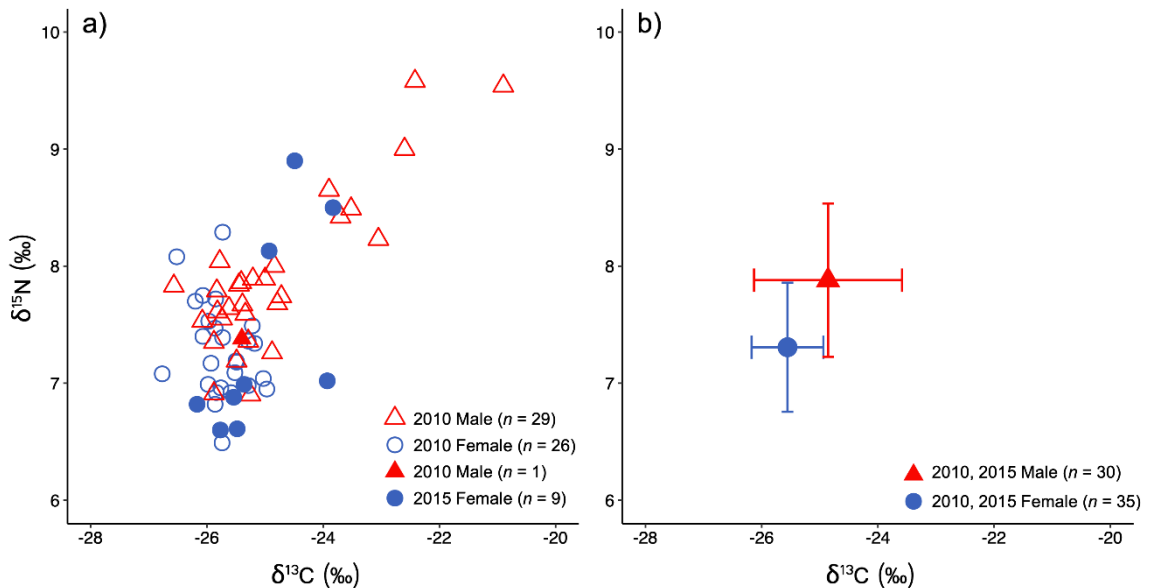 a)
10
9
8
7
6
δ15N (‰)
-28 -26 -24 -22 -20
δ13C (‰)
2010 Male (n = 29)
2010 Female (n = 26)
2010 Male (n = 1)
2015 Female (n = 9)
b)
10
9
8
7
6
-28 -26 -24 -22 -20
δ13C (‰)
2010, 2015 Male (n = 30)
2010, 2015 Female (n = 35)